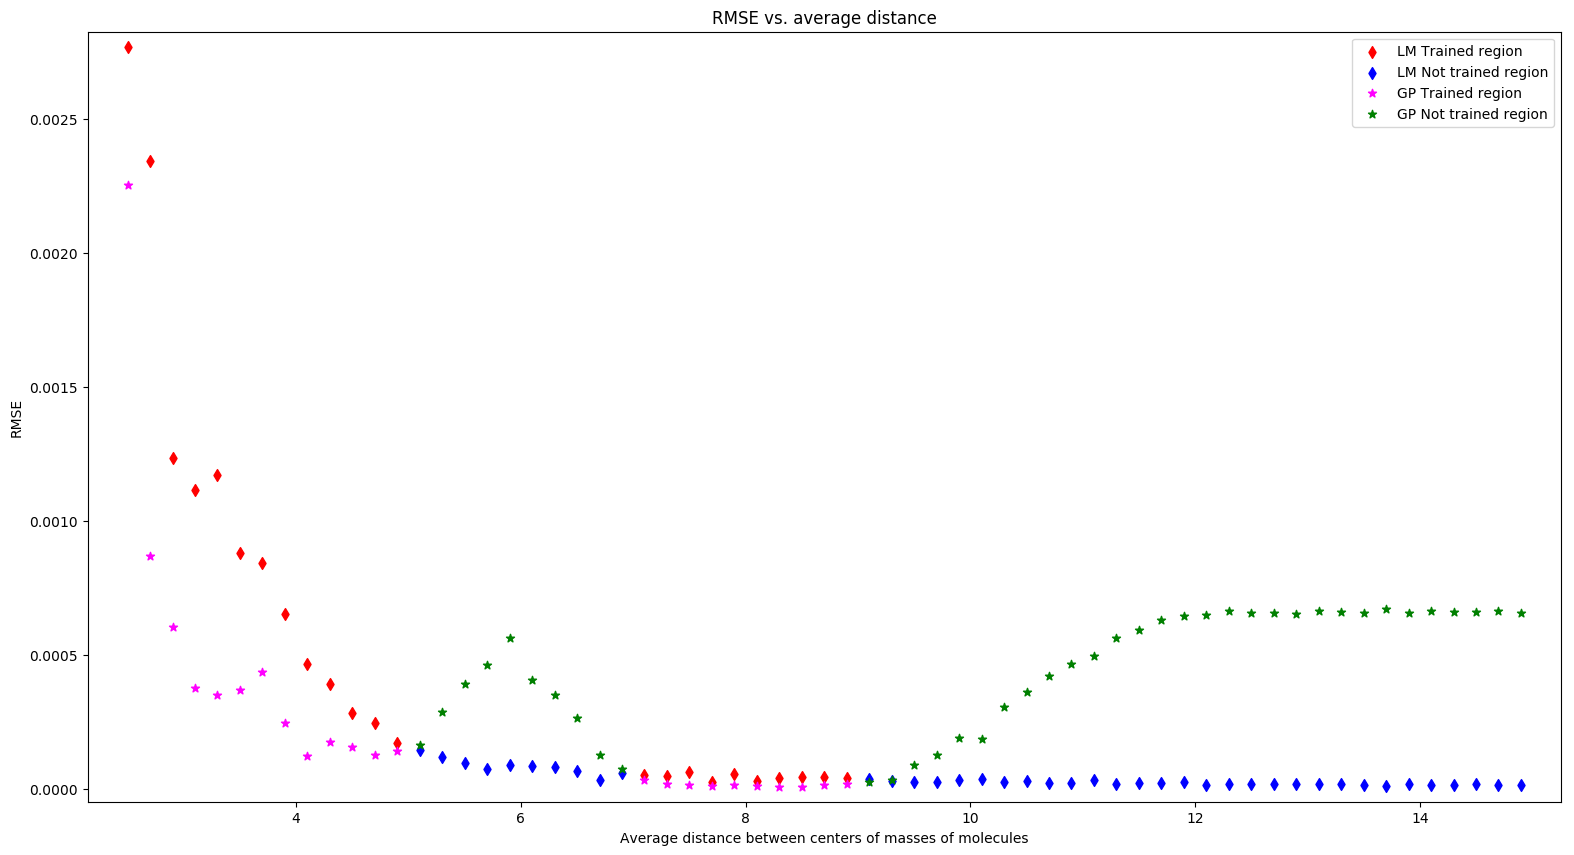 RMSE vs. average distance
LM Trained region
LM Not trained region
GP Trained region
GP Not trained region
0.0025
0.0020
0.0015
0.0010
0.0005
0.0000
RMSE
4
6
8
10
12
14
Average distance between centers of masses of molecules